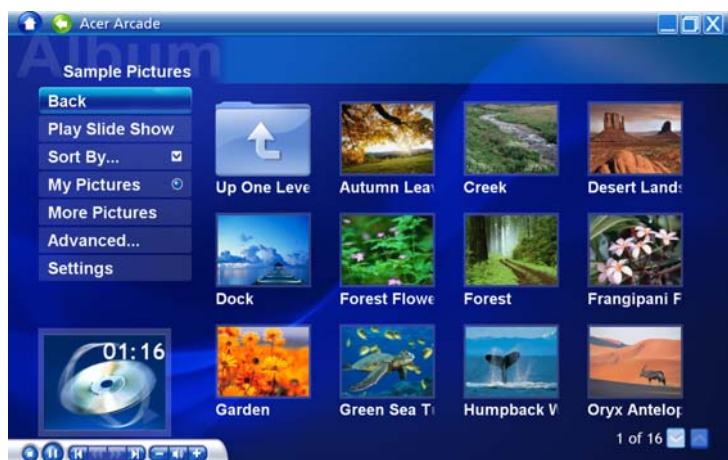 Acer Arcade
Album
Sample Pictures
Back
Play Slide Show
Sort By...
My Pictures
More Pictures
Advanced...
Settings
Up One Leve
Autumn Lea
Creek
Desert Lands
Dock
Forest Flowe
Forest
Frangipani F
01:16
Garden
Green Sea T
Humpback W
Oryx Antelop
1 of 16